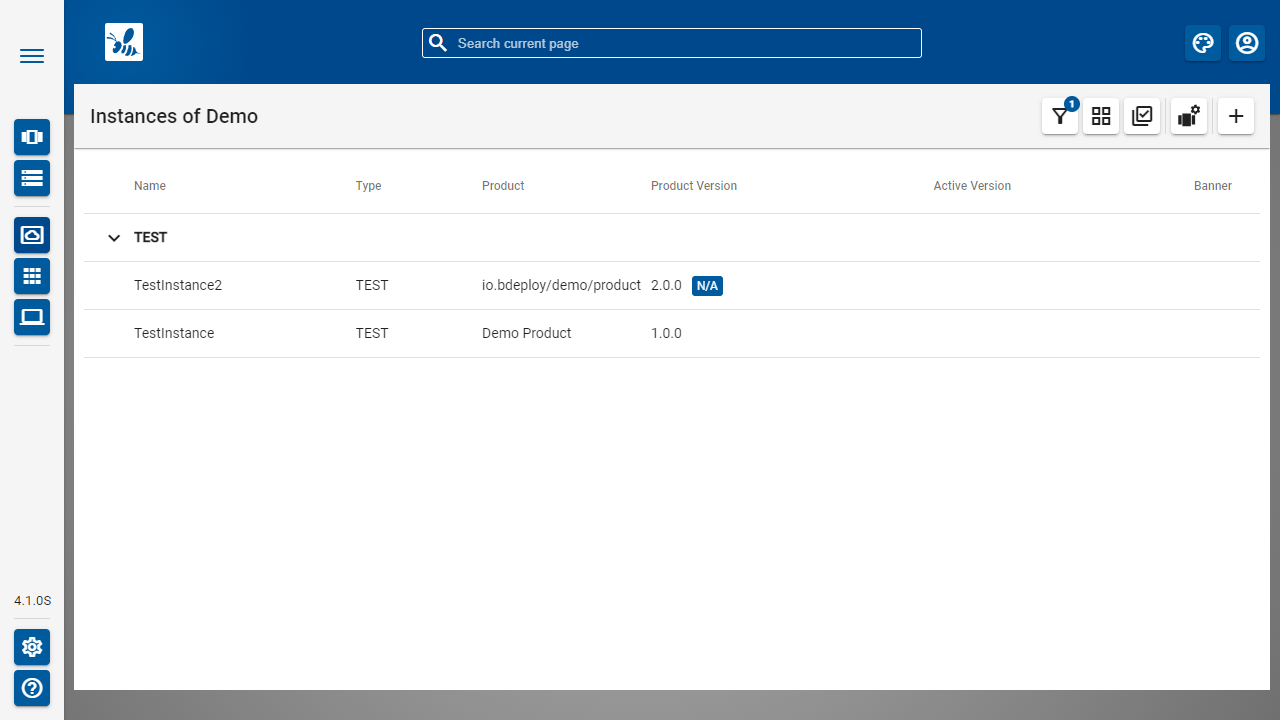 Search current page
Instances of Demo
1
Name Type Product Product Version Active Version Banner
TEST
TestInstance2 TEST io.bdeploy/demo/product 2.0.0 N/A
TestInstance TEST Demo Product 1.0.0
4.1.0S